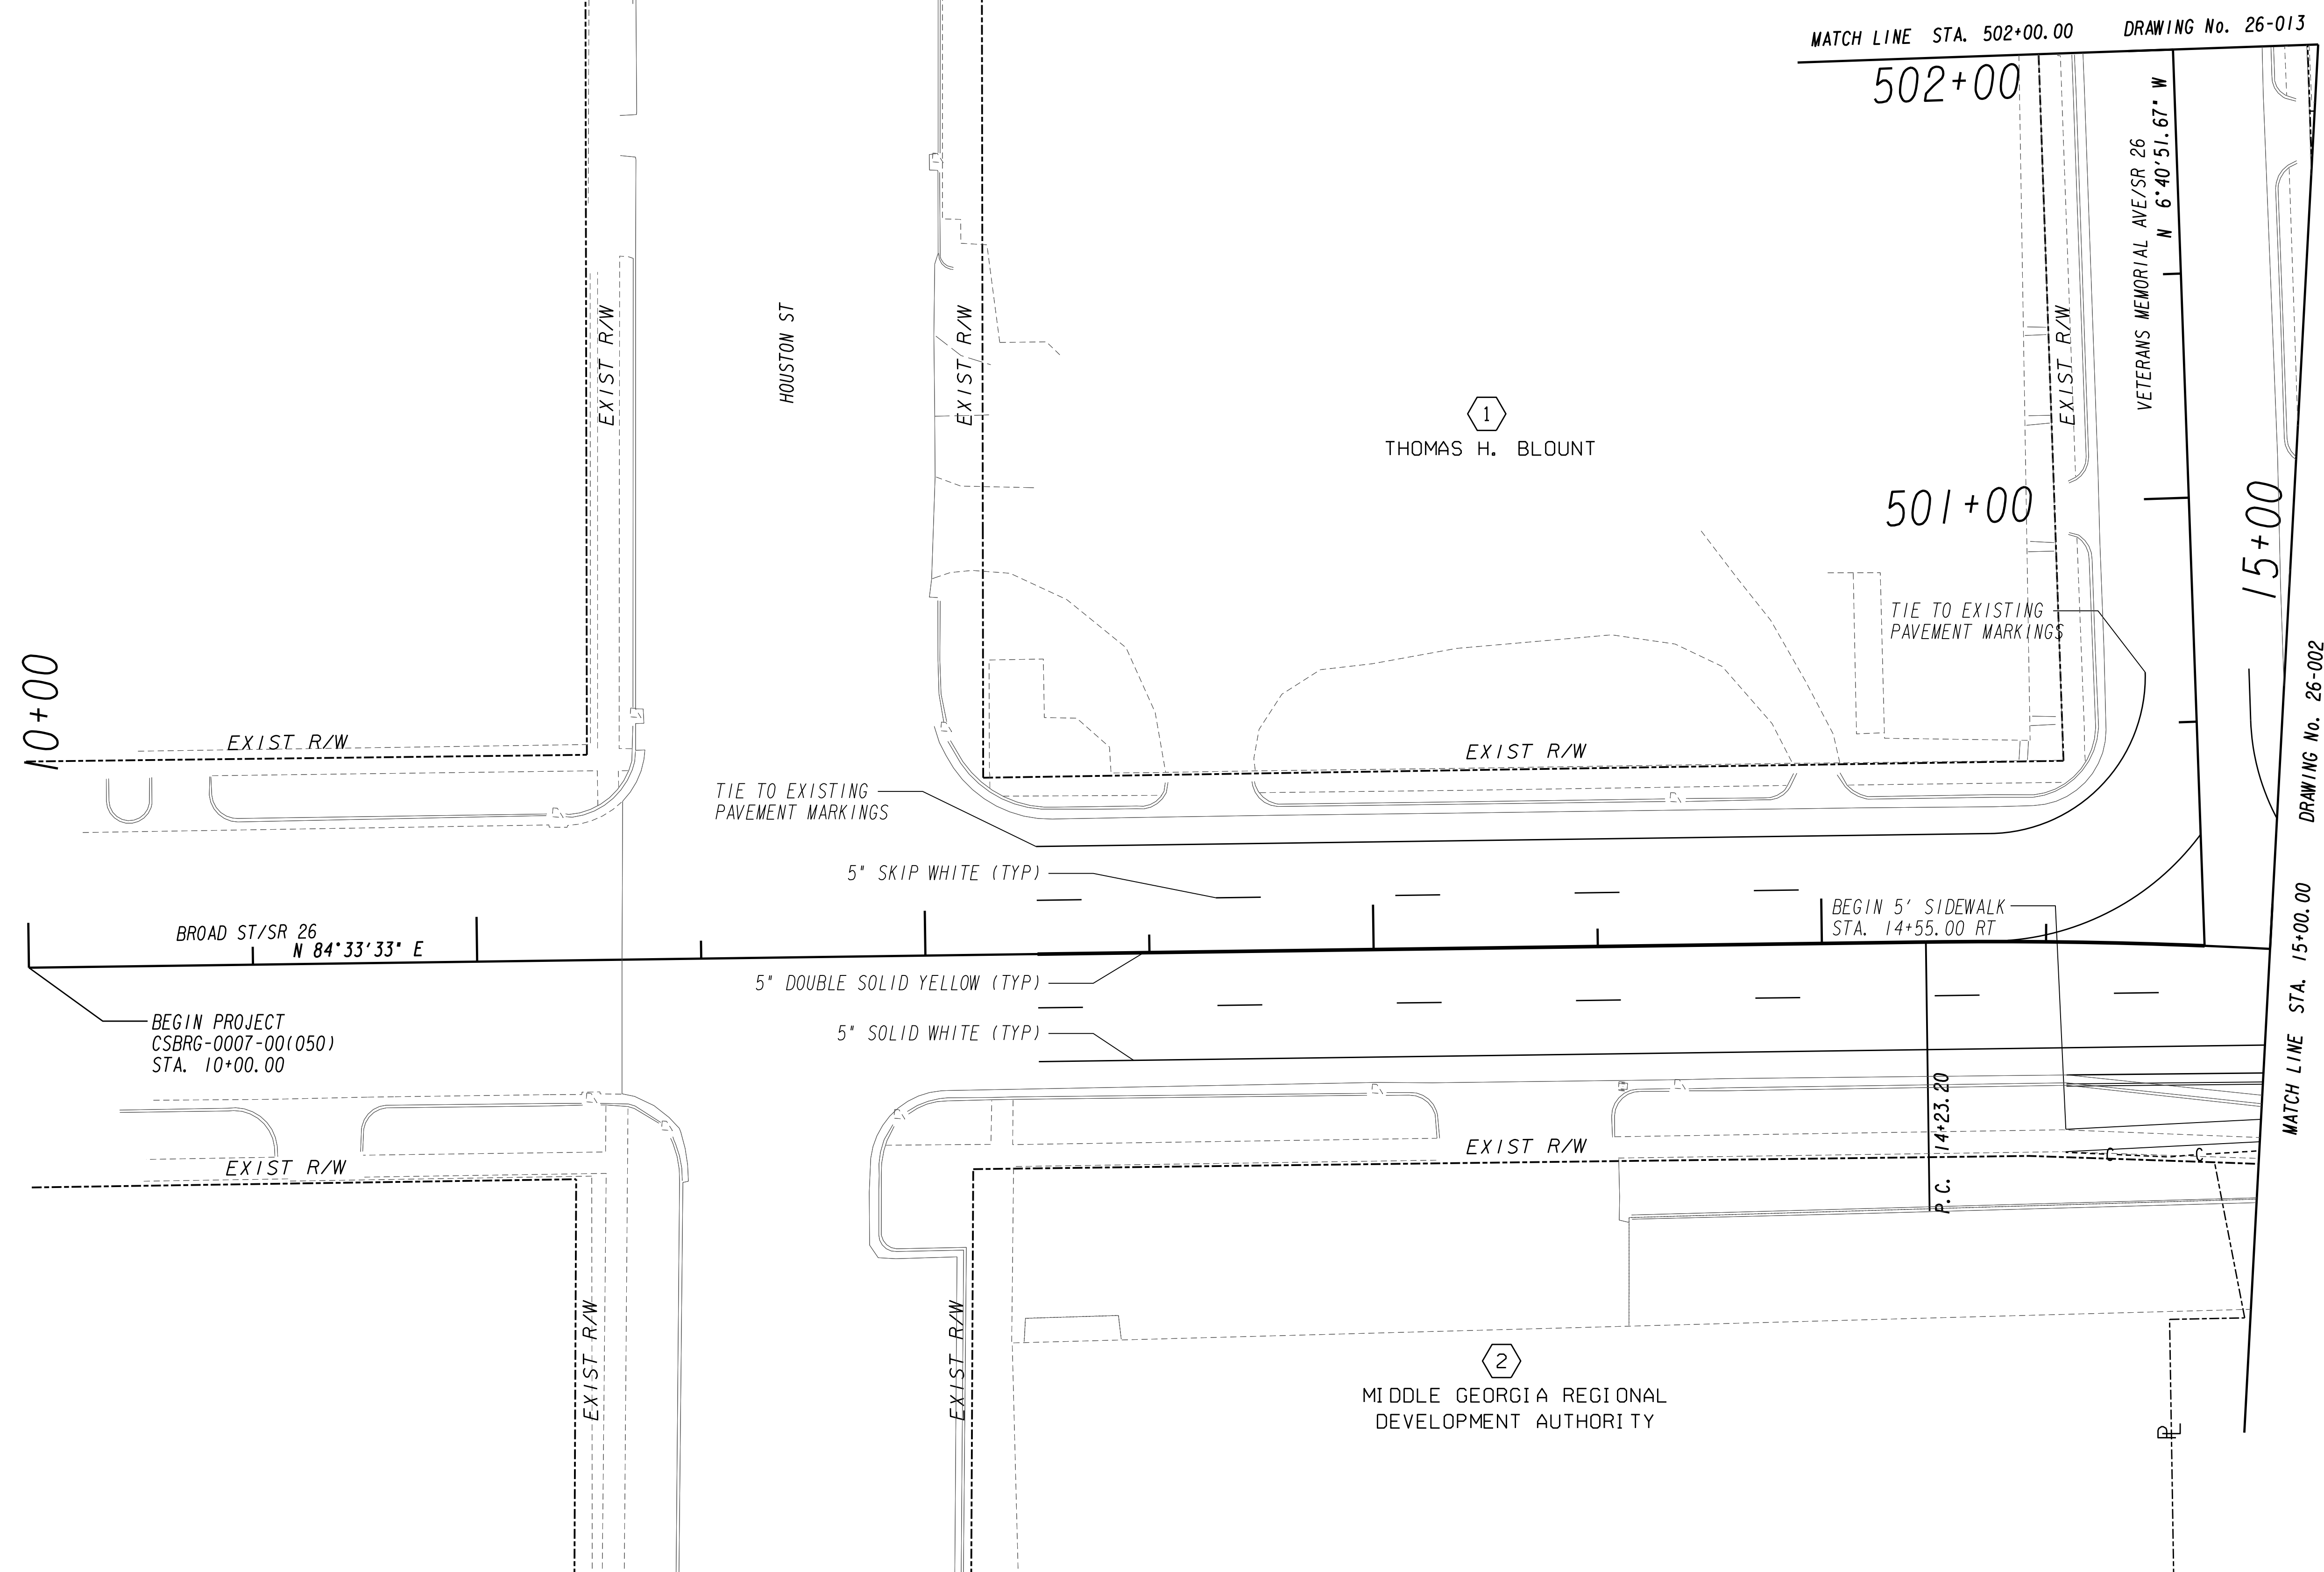 MATCH LINE STA. 502+00.00 DRAWING No. 26-013
502+00
VETERANS MEMORIAL AVE/SR 26
N 6°40'51.67" W
EXIST R/W
HOUSTON ST
EXIST R/W
EXIST R/W
1
THOMAS H. BLOUNT
501+00
15+00
TIE TO EXISTING
PAVEMENT MARKINGS
10+00
EXIST R/W
EXIST R/W
TIE TO EXISTING
PAVEMENT MARKINGS
5" SKIP WHITE (TYP)
BROAD ST/SR 26
N 84°33'33" E
BEGIN 5' SIDEWALK
STA. 14+55.00 RT
5" DOUBLE SOLID YELLOW (TYP)
5" SOLID WHITE (TYP)
BEGIN PROJECT
CSBRG-0007-00(050)
STA. 10+00.00
MATCH LINE STA. 15+00.00 DRAWING No. 26-002
P.C. 14+23.20
EXIST R/W
EXIST R/W
C C
EXIST R/W
EXIST R/W
2
MIDDLE GEORGIA REGIONAL
DEVELOPMENT AUTHORITY
PL